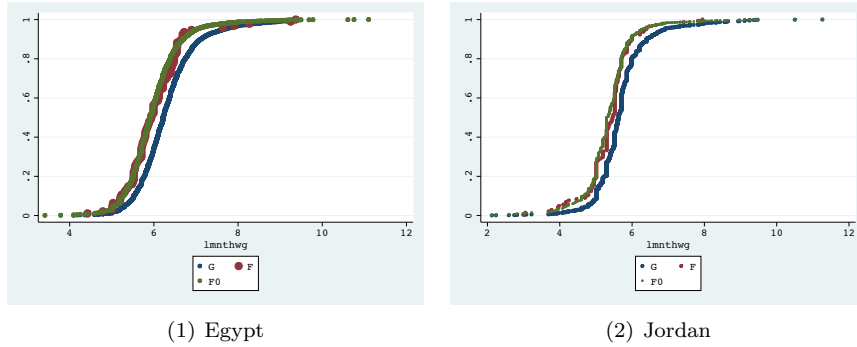 1
.8
.6
.4
.2
0
4 6 8 10 12
lmnthwg
G F
F0
(1) Egypt
1
.8
.6
.4
.2
0
2 4 6 8 10 12
lmnthwg
G F
F0
(2) Jordan